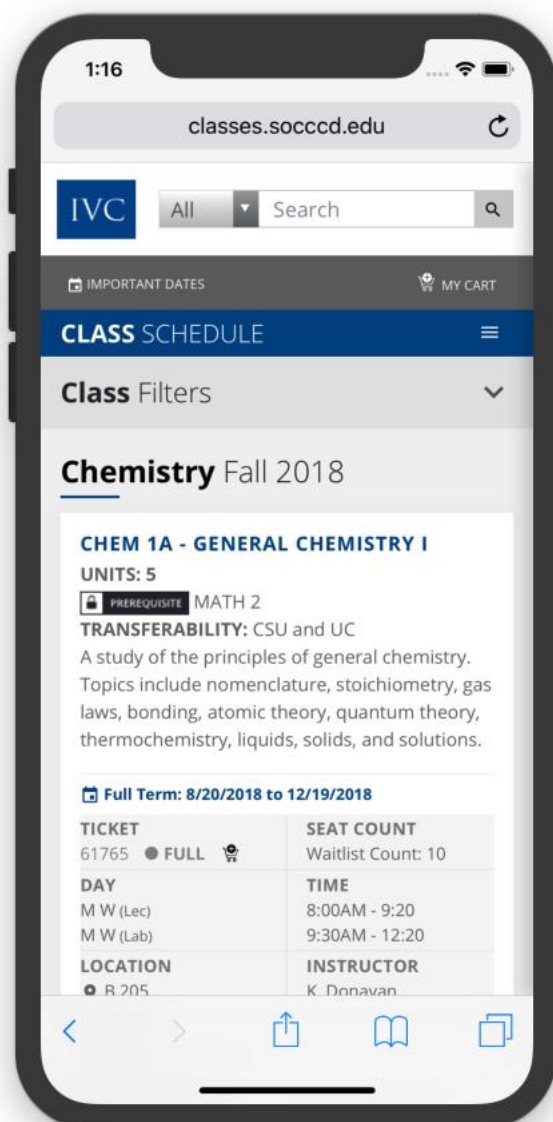 1:16
classes.socccd.edu
IVC
All
Search
IMPORTANT DATES
MY CART
CLASS SCHEDULE
Class Filters
Chemistry Fall 2018
CHEM 1A - GENERAL CHEMISTRY I
UNITS: 5
PREREQUISITE MATH 2
TRANSFERABILITY: CSU and UC
A study of the principles of general chemistry.
Topics include nomenclature, stoichiometry, gas
laws, bonding, atomic theory, quantum theory,
thermochemistry, liquids, solids, and solutions.
Full Term: 8/20/2018 to 12/19/2018
TICKET
61765 FULL
SEAT COUNT
Waitlist Count: 10
DAY
M W (Lec)
M W (Lab)
TIME
8:00AM - 9:20
9:30AM - 12:20
LOCATION
B 205
INSTRUCTOR
K. Donavan